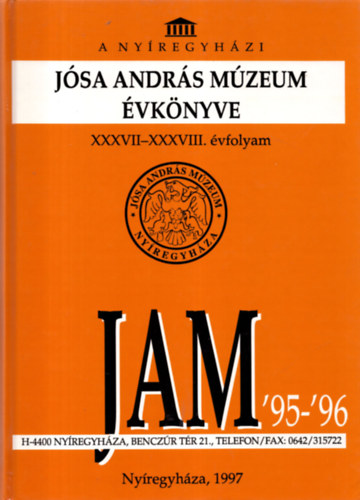 A NYÍREGYHÁZI
JÓSA ANDRÁS MÚZEUM
ÉVKÖNYVE
XXXVII–XXXVIII. évfolyam
• JÓSA ANDRÁS MÚZEUM •
NYÍREGYHÁZA
JAM '95-'96
H-4400 NYÍREGYHÁZA, BENCZÚR TÉR 21., TELEFON/FAX: 0642/315722
Nyíregyháza, 1997